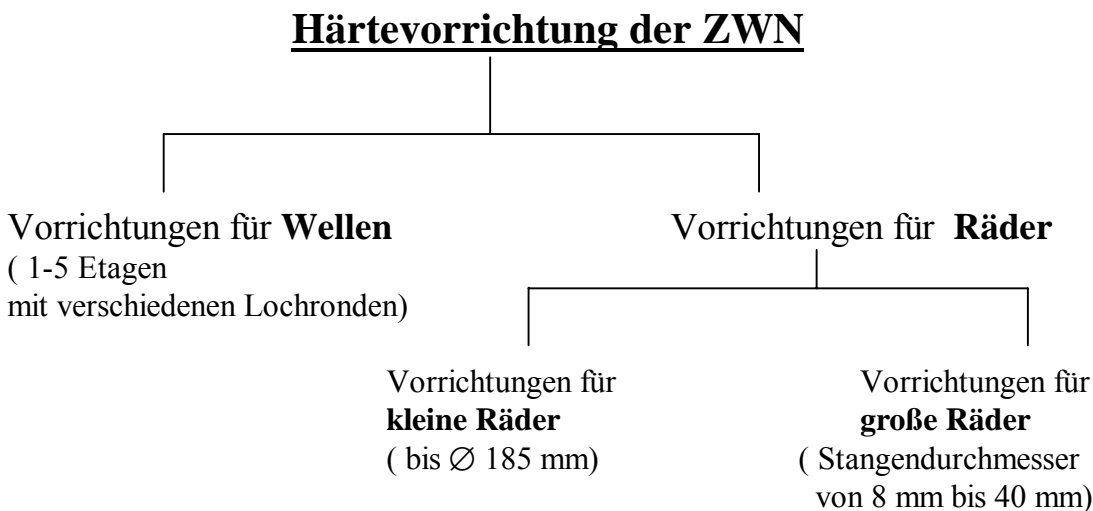 Härtevorrichtung der ZWN
Vorrichtungen für Wellen
( 1-5 Etagen
mit verschiedenen Lochronden)
Vorrichtungen für Räder
Vorrichtungen für
kleine Räder
( bis ∅ 185 mm)
Vorrichtungen für
große Räder
( Stangendurchmesser
von 8 mm bis 40 mm)